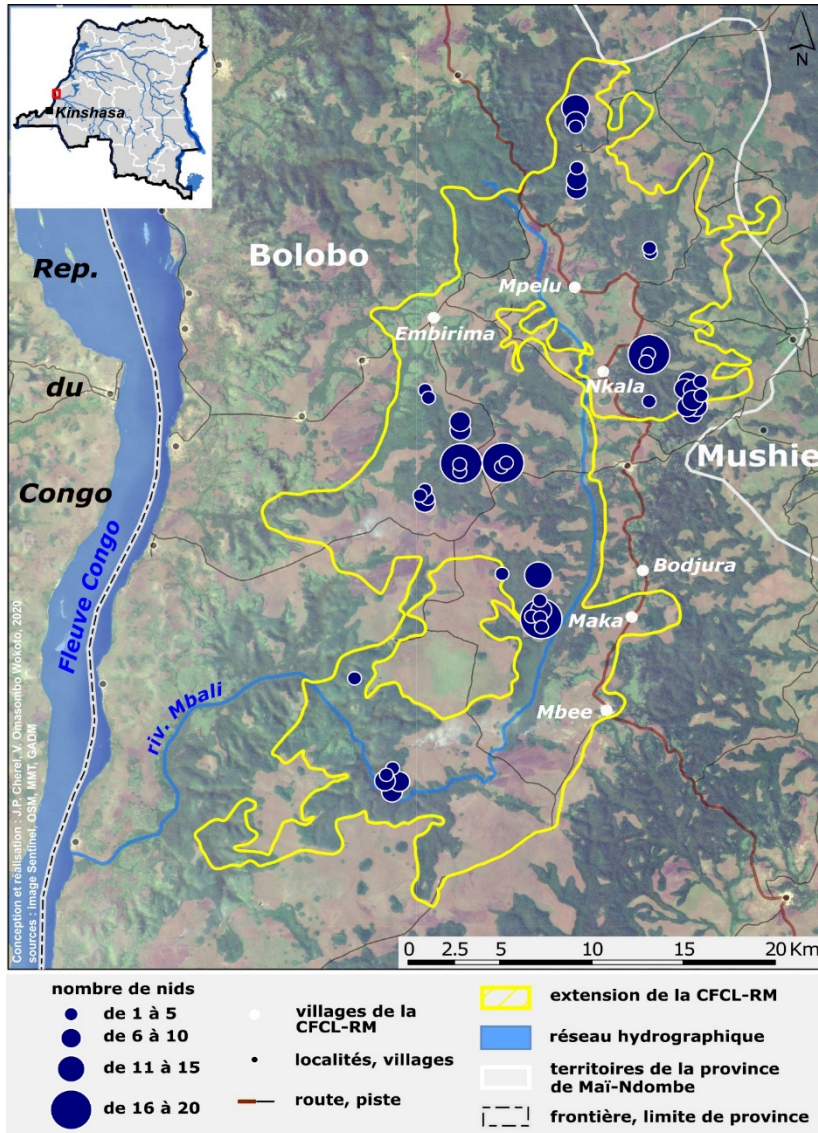 Kinshasa
N
Rep.
du
Congo
Bolobo
Mpelu
Embirima
Nkala
Mushie
Fleuve Congo
Bodjura
Maka
riv. Mbali
Mbee
Conception et réalisation : J.P. Cherel, V. Omasombo Wokoto, 2020
sources : image Sentinel, OSM, MMT, GADM
0 2.5 5 10 15 20 Km
nombre de nids
de 1 à 5
de 6 à 10
de 11 à 15
de 16 à 20
villages de la
CFCL-RM
localités, villages
route, piste
extension de la CFCL-RM
réseau hydrographique
territoires de la province
de Maï-Ndombe
frontière, limite de province